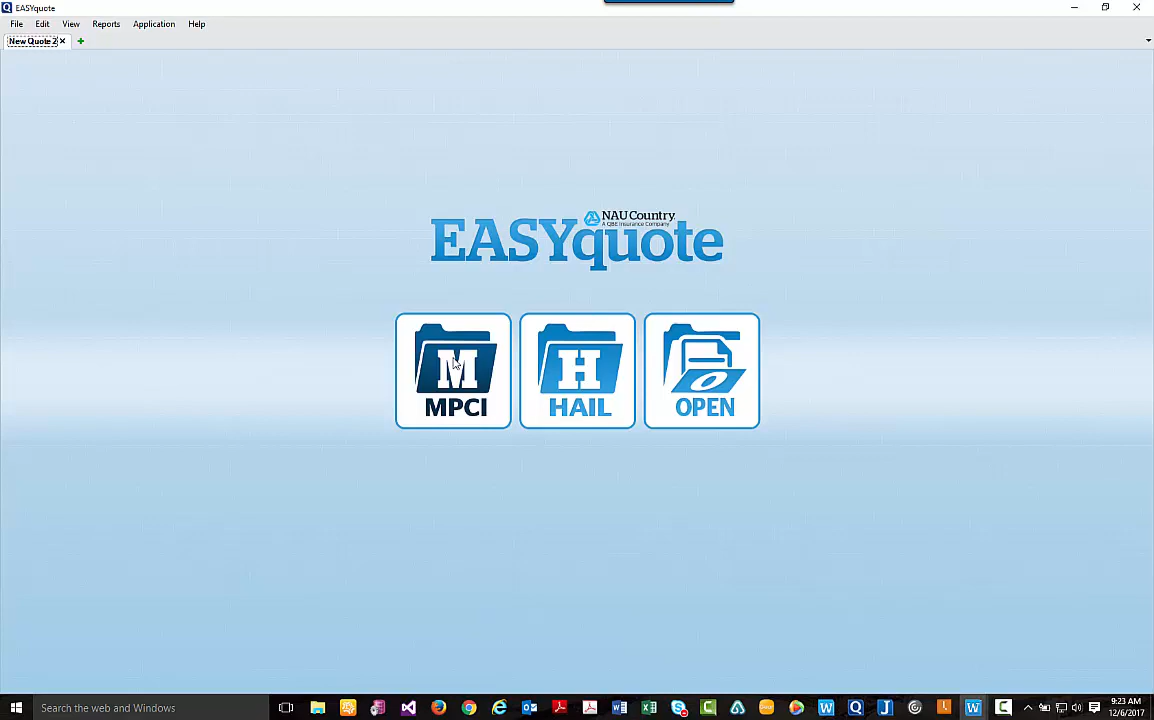 EASYquote
File Edit View Reports Application Help
New Quote 2
NAU Country.
A QBE Insurance Company
EASYquote
M
MPCI
H
HAIL
O
OPEN
Search the web and Windows
9:23 AM
12/6/2017